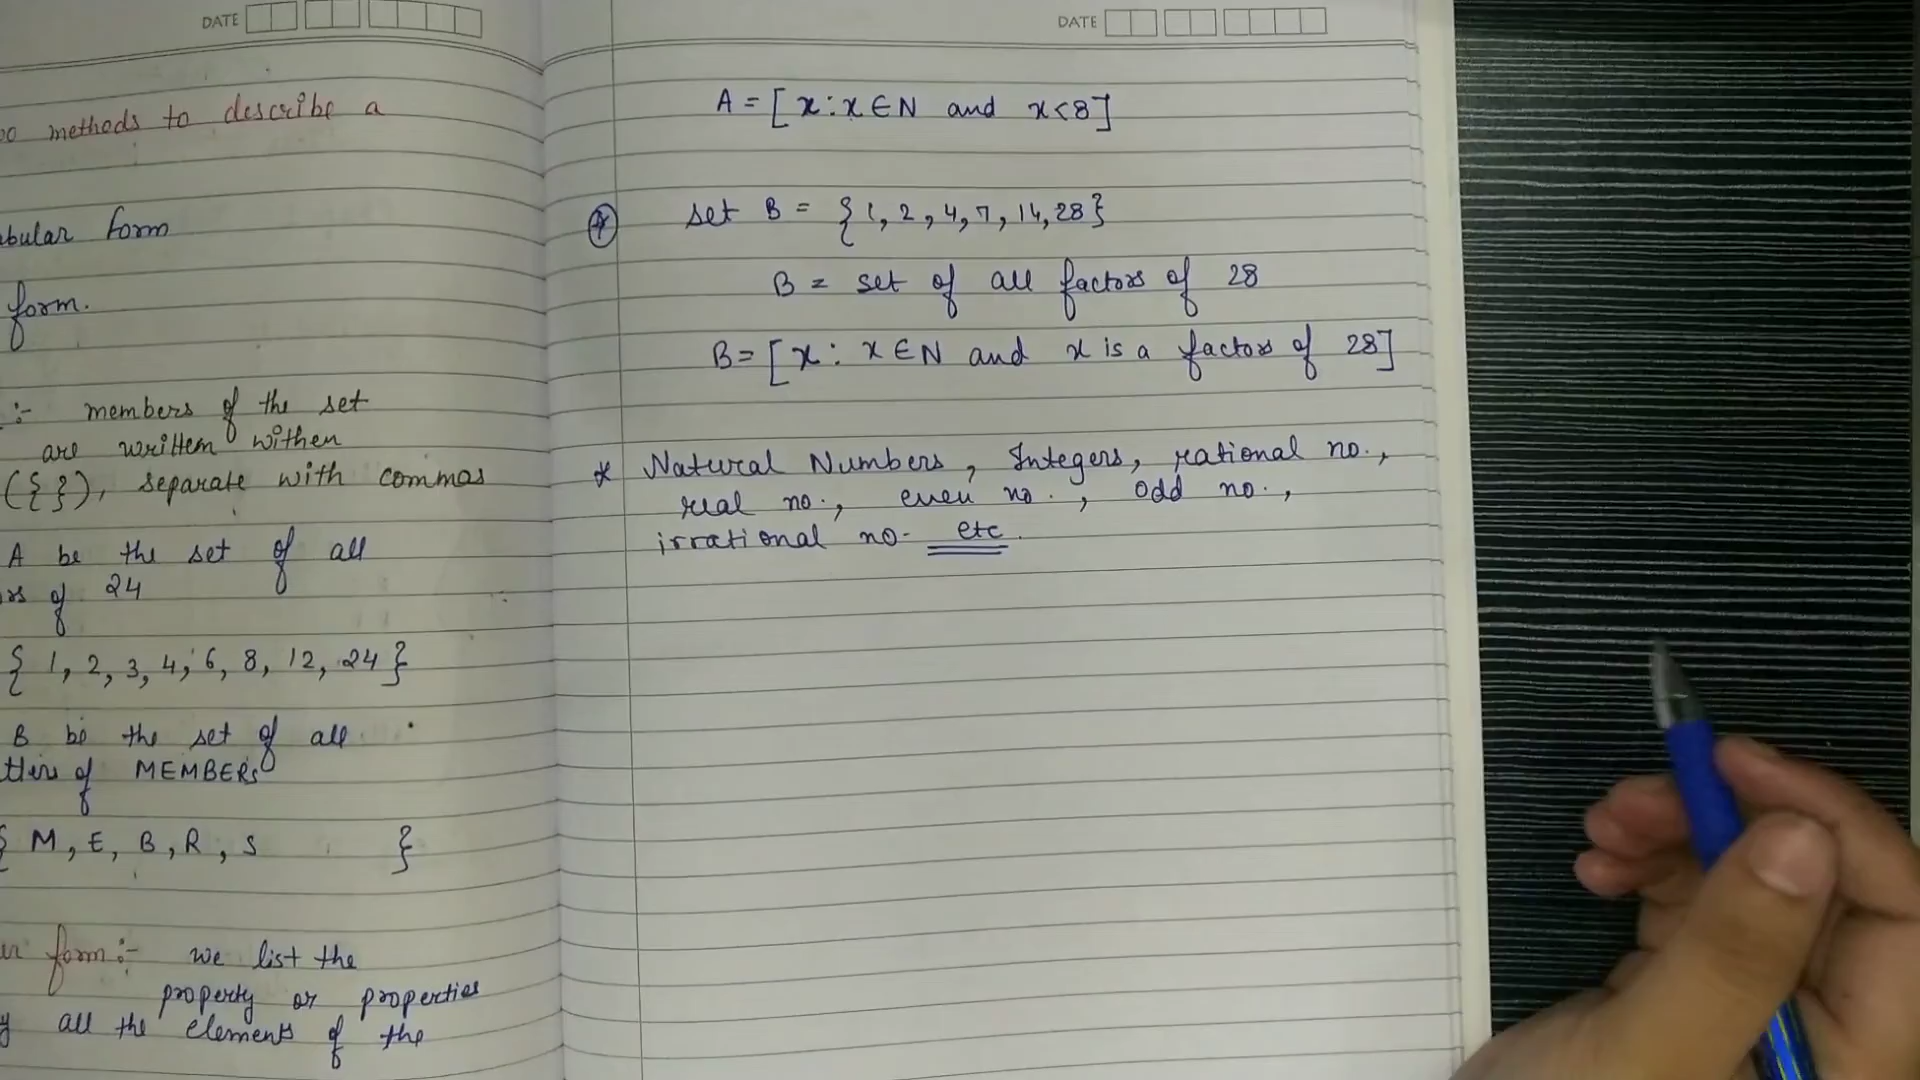 DATE
methods to describe a
form
form.
:- members of the set
are written withen
({ }), separate with commas
A be the set of all
of 24
{ 1, 2, 3, 4, 6, 8, 12, 24 }
B be the set of all
of MEMBERS
{ M, E, B, R, S }
form :- we list the
property or properties
all the elements of the
DATE
A = [ x : x ∈ N and x < 8 ]
set B = { 1, 2, 4, 7, 14, 28 }
B = set of all factors of 28
B = [ x : x ∈ N and x is a factors of 28 ]
* Natural Numbers, Integers, rational no.,
real no., even no., odd no.,
irrational no. etc.